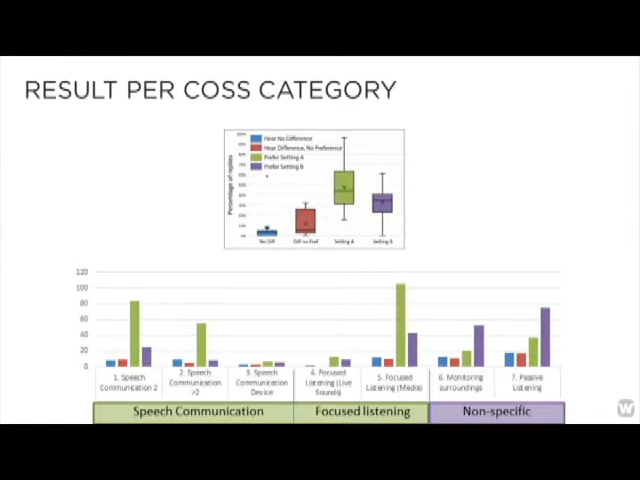 RESULT PER COSS CATEGORY
Hear No Difference
Hear Difference, No Preference
Prefer Setting A
Prefer Setting B
Percentage of replies
No Diff
Diff no Pref
Setting A
Setting B
120
100
80
60
40
20
0
1. Speech
Communication 2
2. Speech
Communication
>2
3. Speech
Communication
Device
4. Focused
Listening (Live
Sounds)
5. Focused
Listening (Media)
6. Monitoring
surroundings
7. Passive
Listening
Speech Communication
Focused listening
Non-specific
W